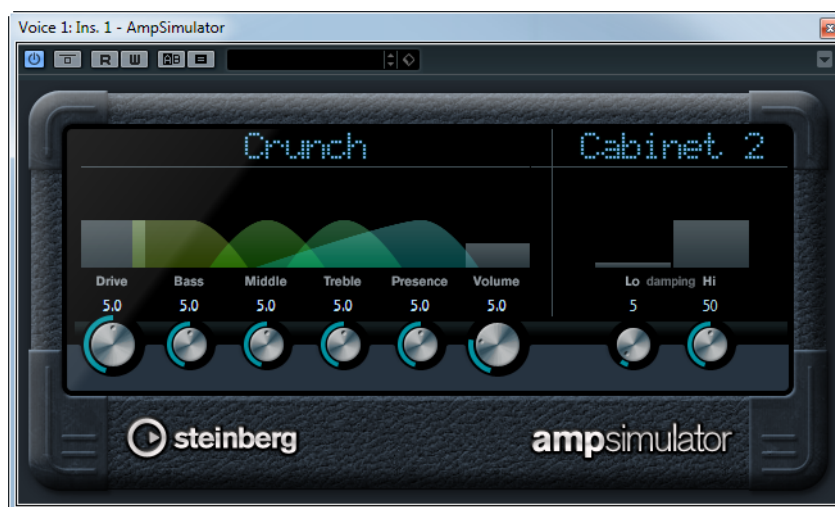 Voice 1: Ins. 1 - AmpSimulator
R W AB
Crunch Cabinet 2
Drive Bass Middle Treble Presence Volume Lo damping Hi
5.0 5.0 5.0 5.0 5.0 5.0 5 50
steinberg ampsimulator